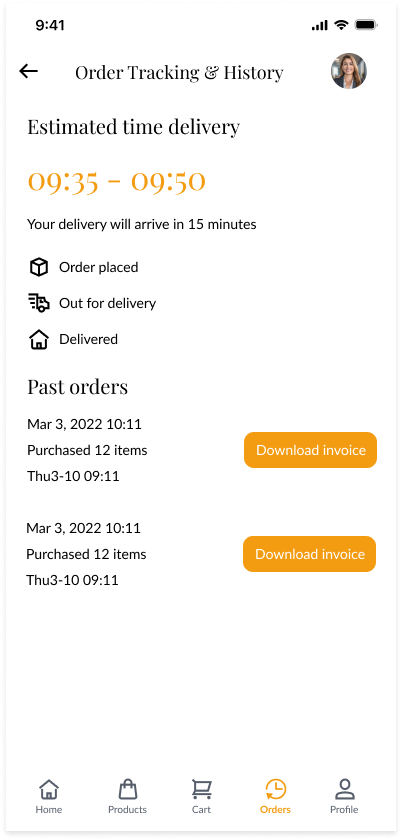 9:41
Order Tracking & History
Estimated time delivery
09:35 - 09:50
Your delivery will arrive in 15 minutes
Order placed
Out for delivery
Delivered
Past orders
Mar 3, 2022 10:11
Purchased 12 items
Download invoice
Thu3-10 09:11
Mar 3, 2022 10:11
Purchased 12 items
Download invoice
Thu3-10 09:11
Home
Products
Cart
Orders
Profile